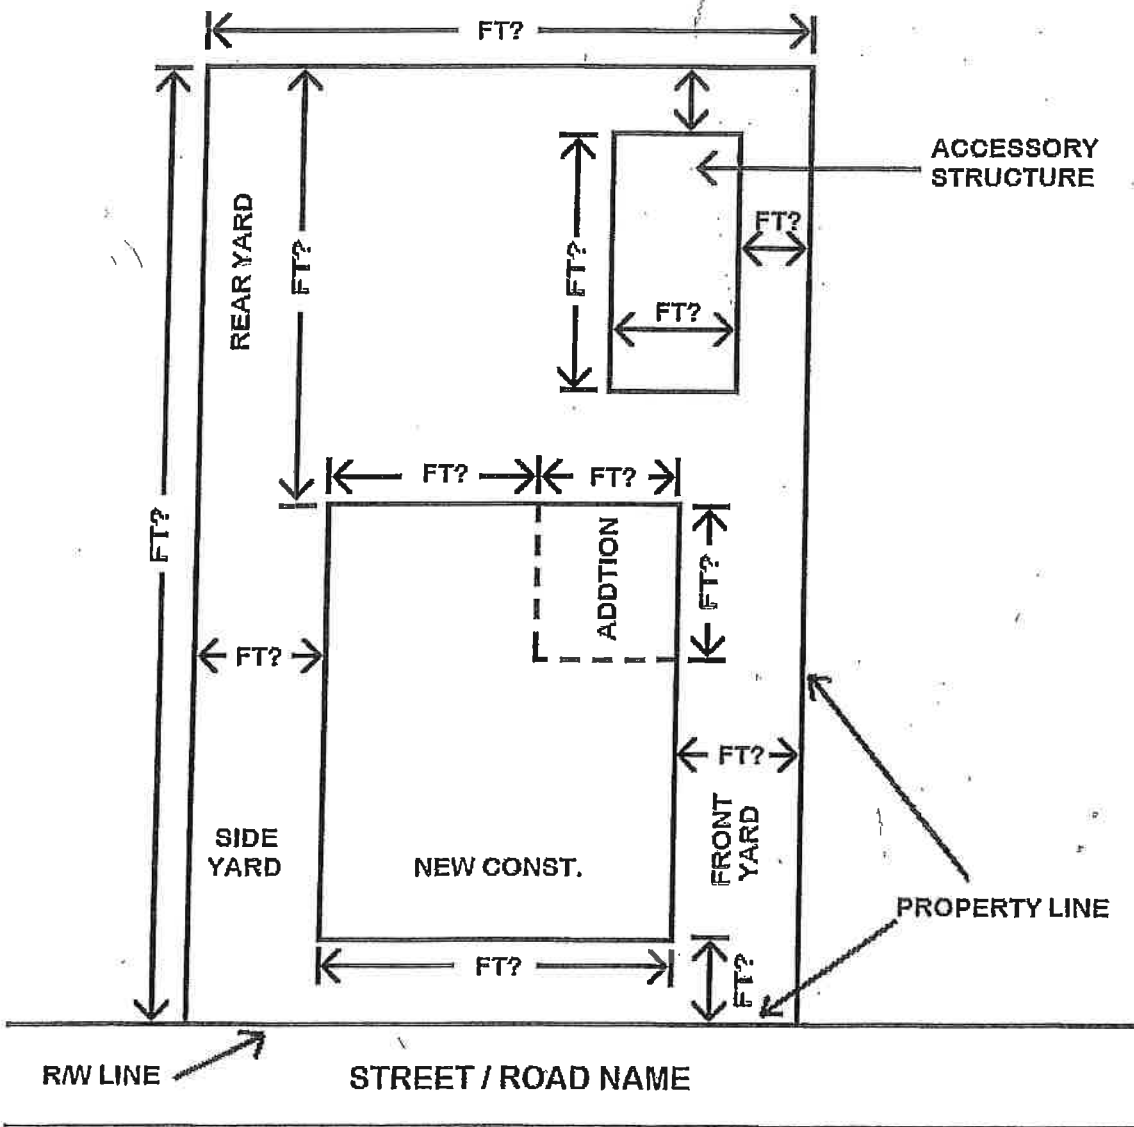 FT?
ACCESSORY
STRUCTURE
FT?
REAR YARD
FT?
FT?
FT?
FT?
FT?
FT?
ADDTION
FT?
FT?
FT?
SIDE
YARD
NEW CONST.
FRONT
YARD
PROPERTY LINE
FT?
FT?
R/W LINE
STREET / ROAD NAME